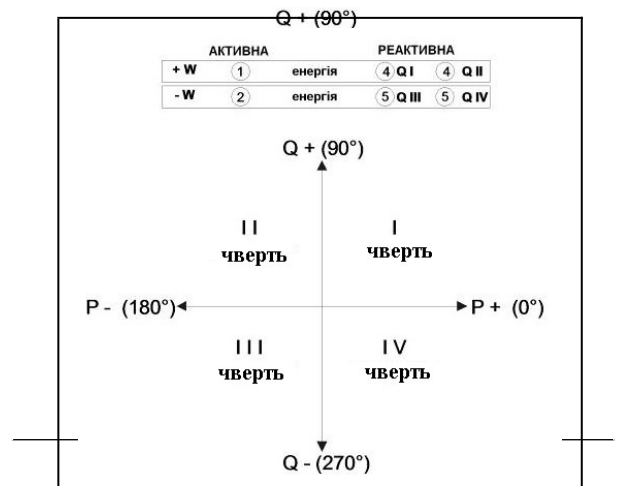 Q + (90°)
АКТИВНА РЕАКТИВНА
+ W 1 енергія 4 Q I 4 Q II
- W 2 енергія 5 Q III 5 Q IV
Q + (90°)
I I I
чверть чверть
P - (180°) P + (0°)
I I I I V
чверть чверть
Q - (270°)